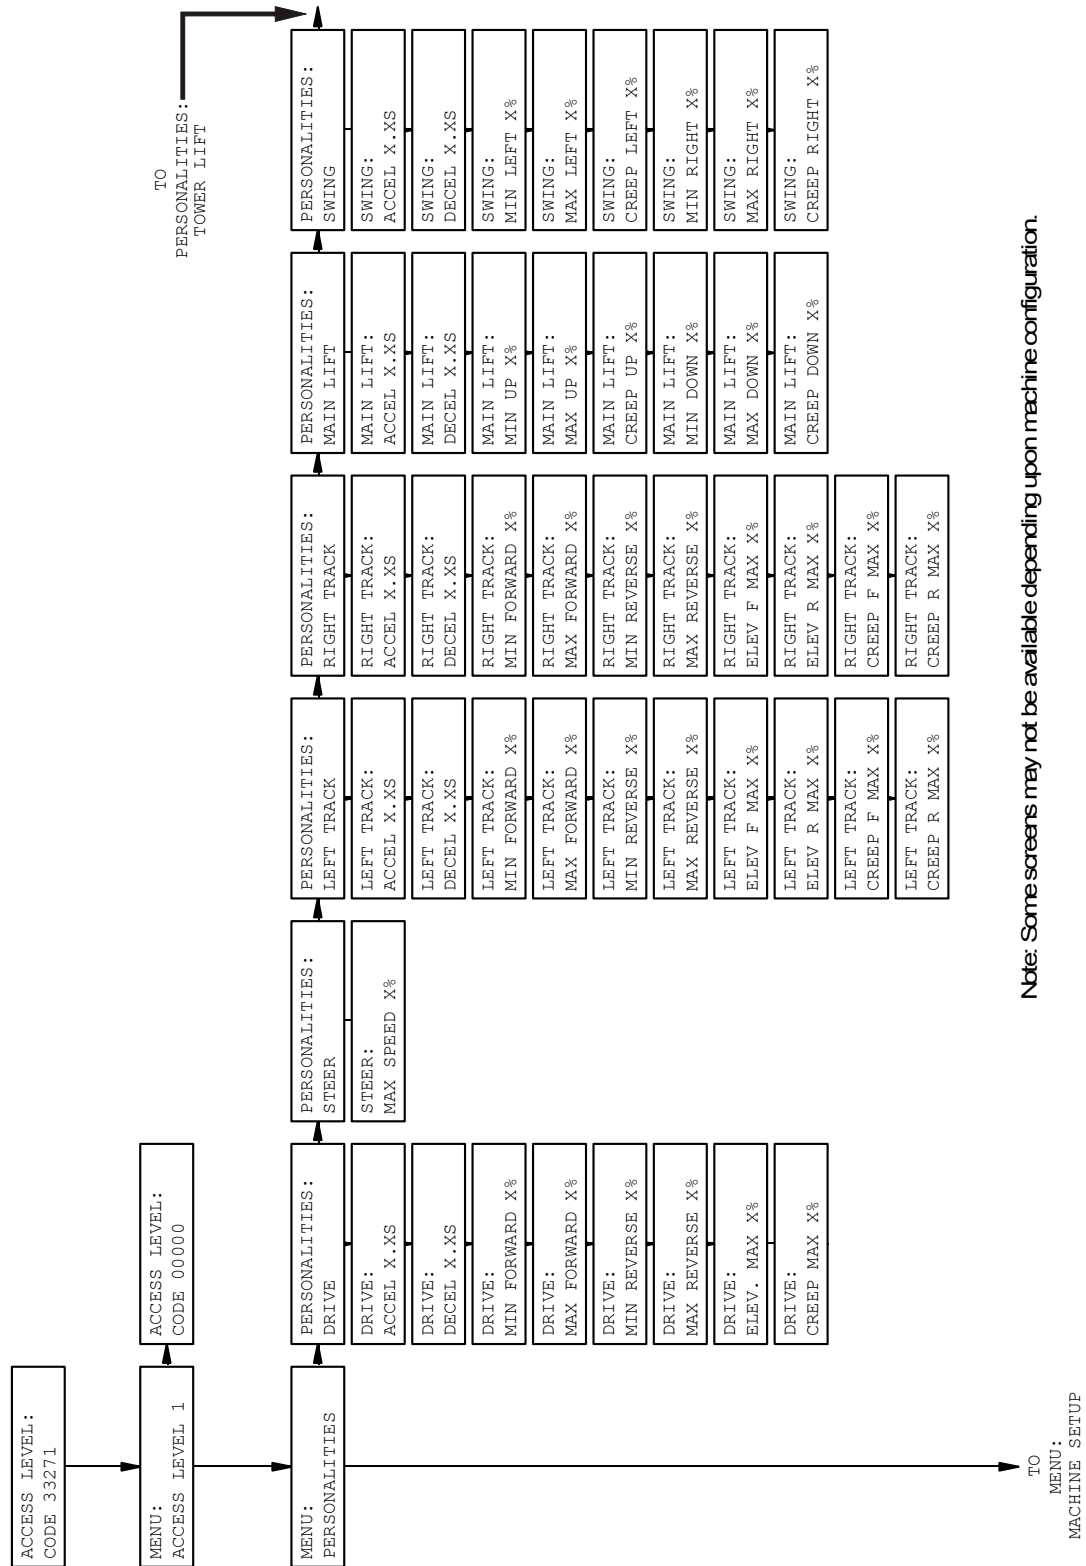 ACCESS LEVEL:
CODE 33271
MENU:
ACCESS LEVEL 1
ACCESS LEVEL:
CODE 00000
MENU:
PERSONALITIES
TO
MENU:
MACHINE SETUP
PERSONALITIES:
DRIVE
DRIVE:
ACCEL X.XS
DRIVE:
DECEL X.XS
DRIVE:
MIN FORWARD X%
DRIVE:
MAX FORWARD X%
DRIVE:
MIN REVERSE X%
DRIVE:
MAX REVERSE X%
DRIVE:
ELEV. MAX X%
DRIVE:
CREEP MAX X%
PERSONALITIES:
STEER
STEER:
MAX SPEED X%
PERSONALITIES:
LEFT TRACK
LEFT TRACK:
ACCEL X.XS
LEFT TRACK:
DECEL X.XS
LEFT TRACK:
MIN FORWARD X%
LEFT TRACK:
MAX FORWARD X%
LEFT TRACK:
MIN REVERSE X%
LEFT TRACK:
MAX REVERSE X%
LEFT TRACK:
ELEV F MAX X%
LEFT TRACK:
ELEV R MAX X%
LEFT TRACK:
CREEP F MAX X%
LEFT TRACK:
CREEP R MAX X%
PERSONALITIES:
RIGHT TRACK
RIGHT TRACK:
ACCEL X.XS
RIGHT TRACK:
DECEL X.XS
RIGHT TRACK:
MIN FORWARD X%
RIGHT TRACK:
MAX FORWARD X%
RIGHT TRACK:
MIN REVERSE X%
RIGHT TRACK:
MAX REVERSE X%
RIGHT TRACK:
ELEV F MAX X%
RIGHT TRACK:
ELEV R MAX X%
RIGHT TRACK:
CREEP F MAX X%
RIGHT TRACK:
CREEP R MAX X%
PERSONALITIES:
MAIN LIFT
MAIN LIFT:
ACCEL X.XS
MAIN LIFT:
DECEL X.XS
MAIN LIFT:
MIN UP X%
MAIN LIFT:
MAX UP X%
MAIN LIFT:
CREEP UP X%
MAIN LIFT:
MIN DOWN X%
MAIN LIFT:
MAX DOWN X%
MAIN LIFT:
CREEP DOWN X%
PERSONALITIES:
SWING
SWING:
ACCEL X.XS
SWING:
DECEL X.XS
SWING:
MIN LEFT X%
SWING:
MAX LEFT X%
SWING:
CREEP LEFT X%
SWING:
MIN RIGHT X%
SWING:
MAX RIGHT X%
SWING:
CREEP RIGHT X%
TO
PERSONALITIES:
TOWER LIFT
Note: Some screens may not be available depending upon machine configuration.